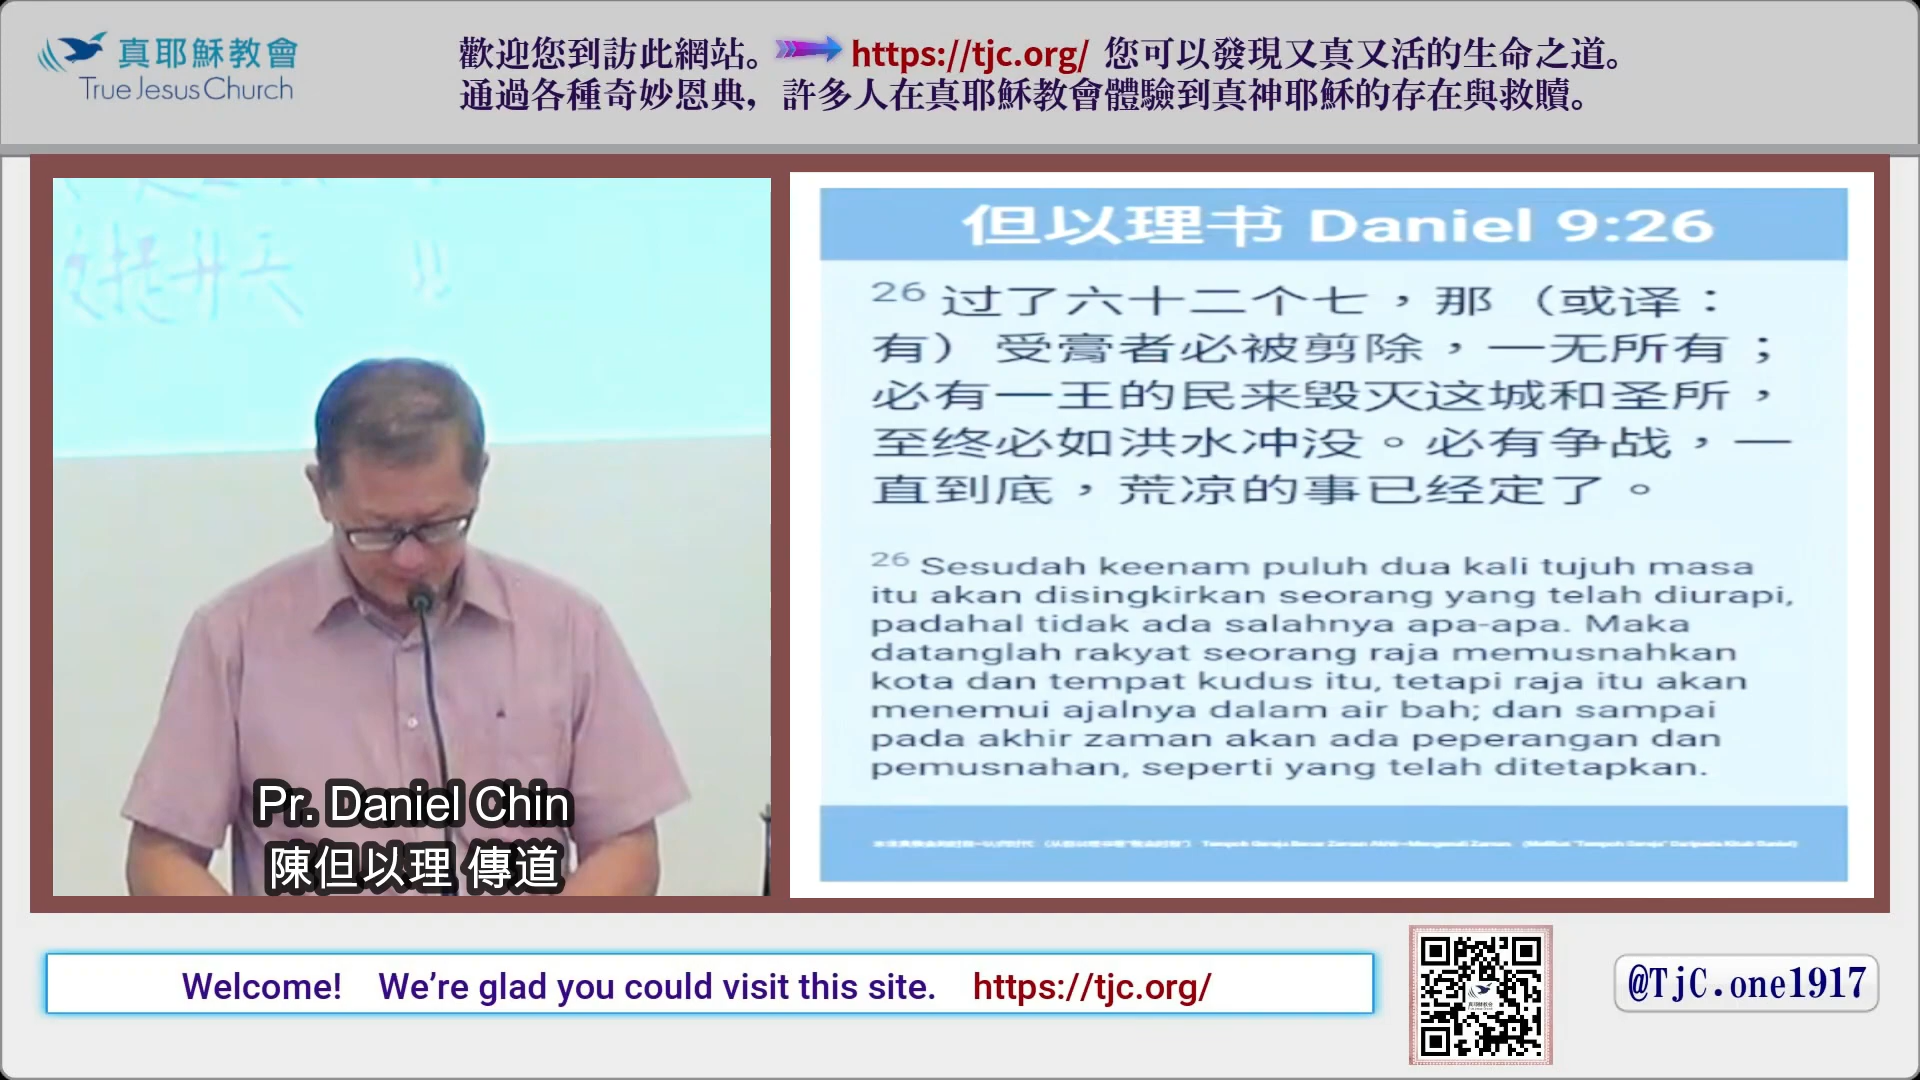 真耶穌教會
True Jesus Church
歡迎您到訪此網站。 https://tjc.org/ 您可以發現又真又活的生命之道。
通過各種奇妙恩典，許多人在真耶穌教會體驗到真神耶穌的存在與救贖。
Pr. Daniel Chin
陳但以理 傳道
但以理书 Daniel 9:26
26 过了六十二个七，那（或译：
有）受膏者必被剪除，一无所有；
必有一王的民来毁灭这城和圣所，
至终必如洪水冲没。必有争战，一
直到底，荒凉的事已经定了。
26 Sesudah keenam puluh dua kali tujuh masa
itu akan disingkirkan seorang yang telah diurapi,
padahal tidak ada salahnya apa-apa. Maka
datanglah rakyat seorang raja memusnahkan
kota dan tempat kudus itu, tetapi raja itu akan
menemui ajalnya dalam air bah; dan sampai
pada akhir zaman akan ada peperangan dan
pemusnahan, seperti yang telah ditetapkan.
Welcome! We’re glad you could visit this site. https://tjc.org/
@TjC.one1917